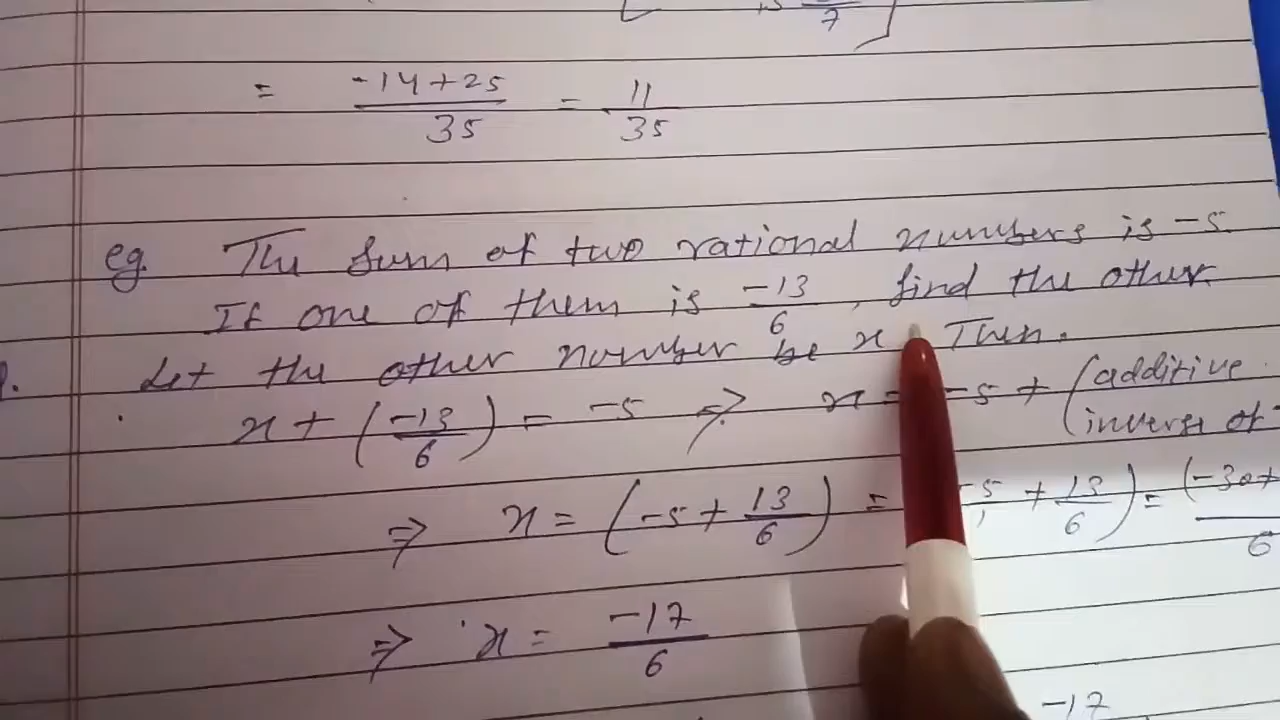 7
= -14+25/35 = 11/35
eg. The Sum of two rational numbers is -5.
If one of them is -13/6, find the other.
Let the other number be x. Then.
x + (-13/6) = -5 ⇒ x = -5 + (additive
inverse of
⇒ x = (-5 + 13/6) = -5/1 + 13/6) = (-30+
6
⇒ x = -17/6
-17